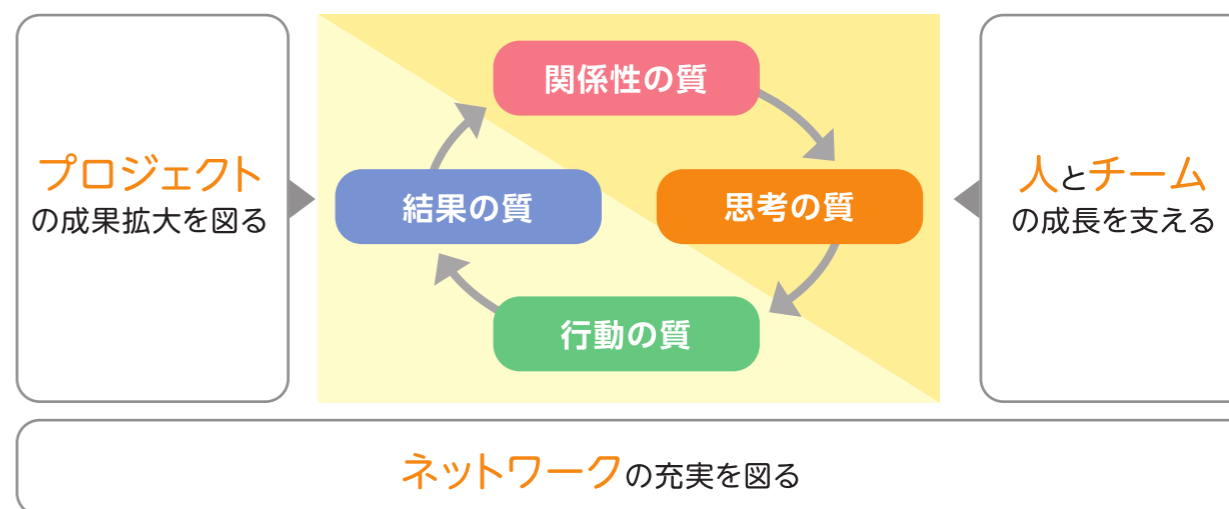 プロジェクト
の成果拡大を図る
関係性の質
結果の質
思考の質
行動の質
人とチーム
の成長を支える
ネットワークの充実を図る